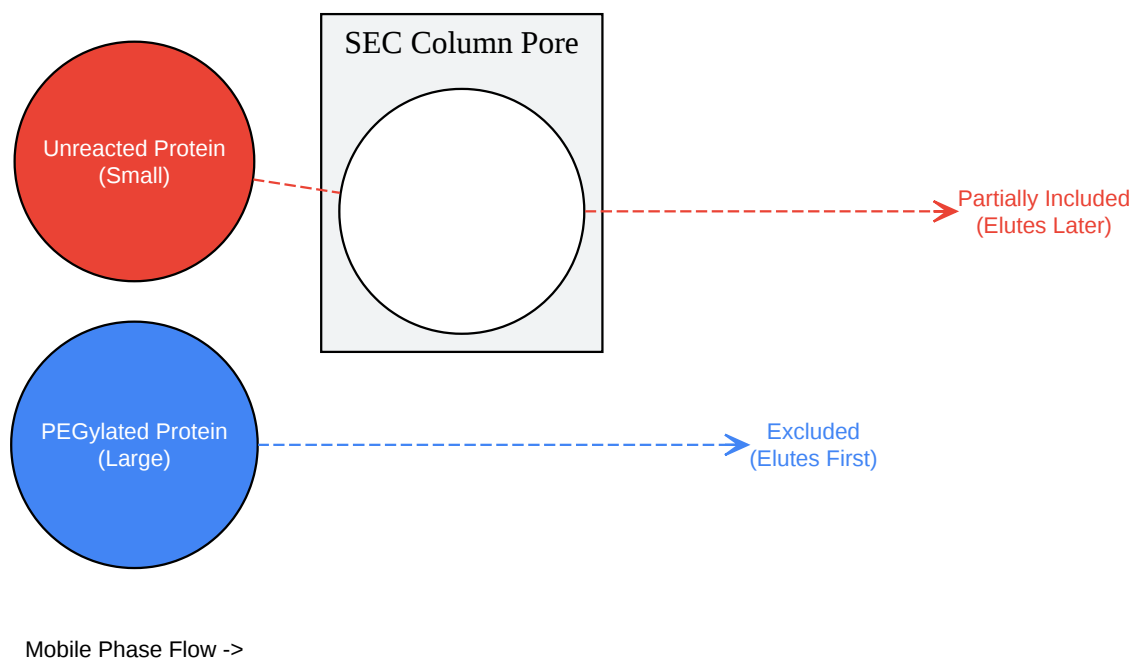 SEC Column Pore
Unreacted Protein
(Small)
Partially Included
(Elutes Later)
PEGylated Protein
(Large)
Excluded
(Elutes First)
Mobile Phase Flow ->